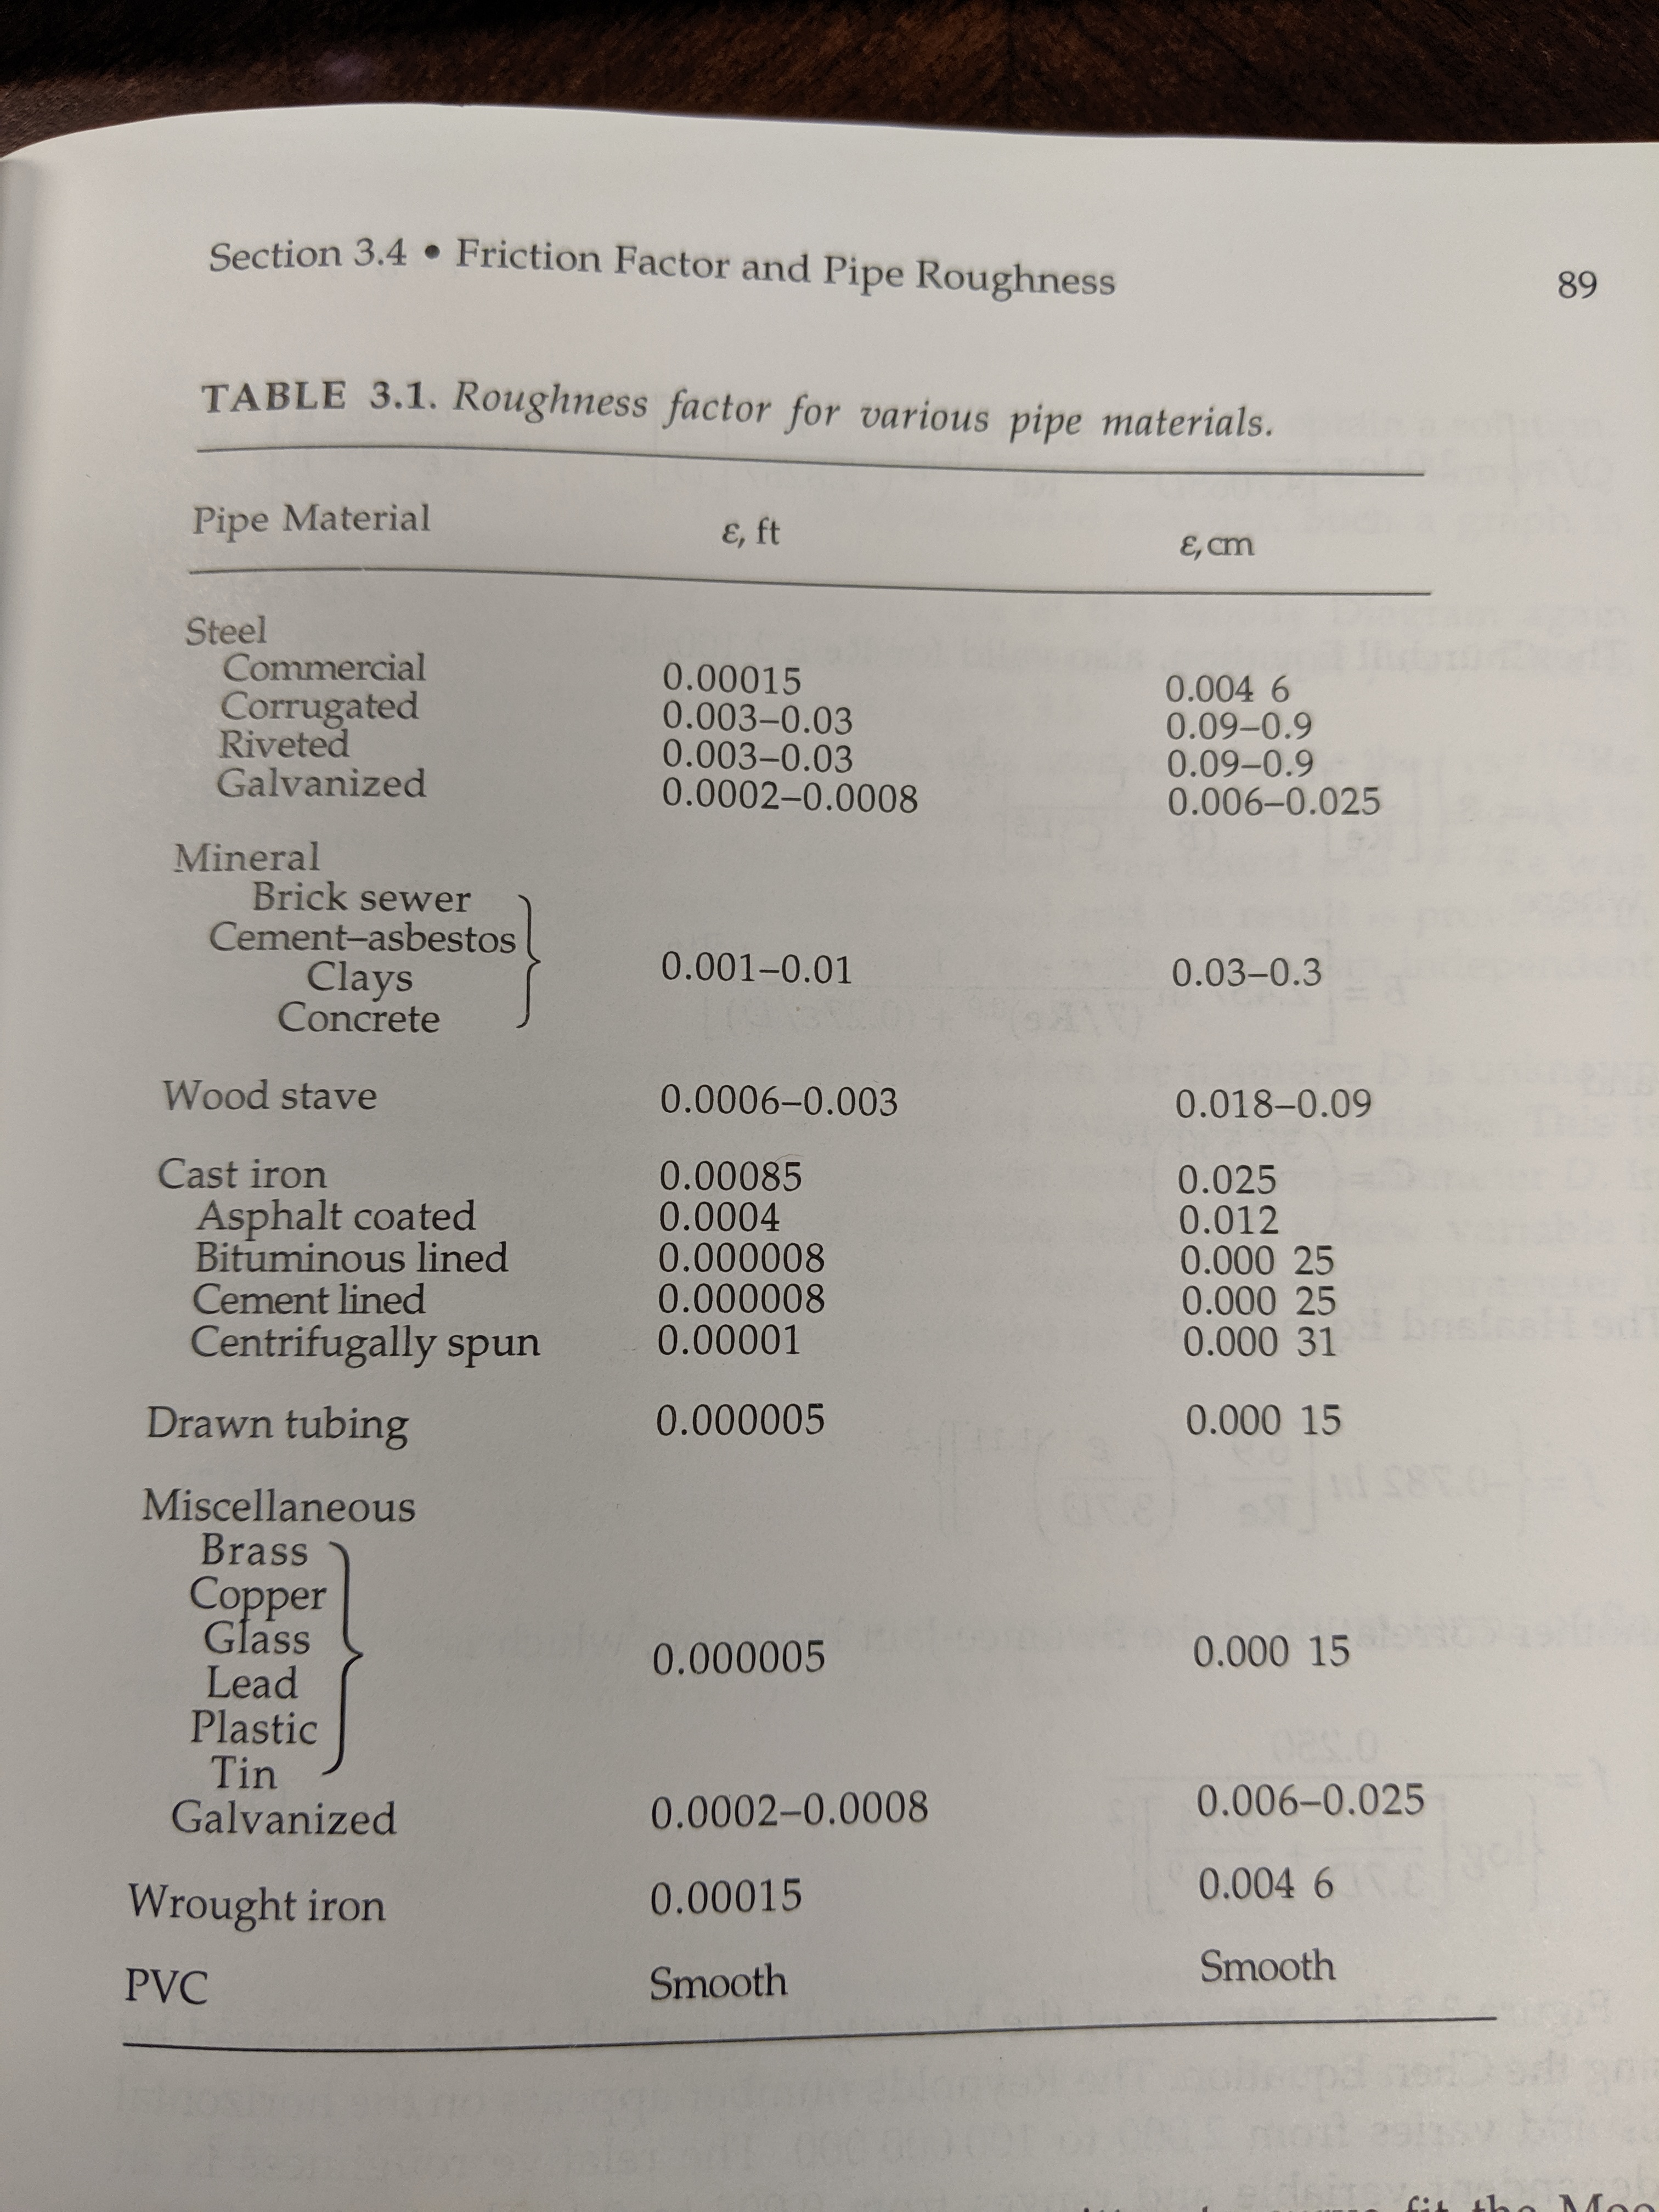 Section 3.4 • Friction Factor and Pipe Roughness 89
TABLE 3.1. Roughness factor for various pipe materials.
Pipe Material ε, ft ε, cm
Steel
Commercial 0.00015 0.004 6
Corrugated 0.003–0.03 0.09–0.9
Riveted 0.003–0.03 0.09–0.9
Galvanized 0.0002–0.0008 0.006–0.025
Mineral
Brick sewer
Cement–asbestos
Clays 0.001–0.01 0.03–0.3
Concrete
Wood stave 0.0006–0.003 0.018–0.09
Cast iron 0.00085 0.025
Asphalt coated 0.0004 0.012
Bituminous lined 0.000008 0.000 25
Cement lined 0.000008 0.000 25
Centrifugally spun 0.00001 0.000 31
Drawn tubing 0.000005 0.000 15
Miscellaneous
Brass
Copper
Glass 0.000005 0.000 15
Lead
Plastic
Tin
Galvanized 0.0002–0.0008 0.006–0.025
Wrought iron 0.00015 0.004 6
PVC Smooth Smooth